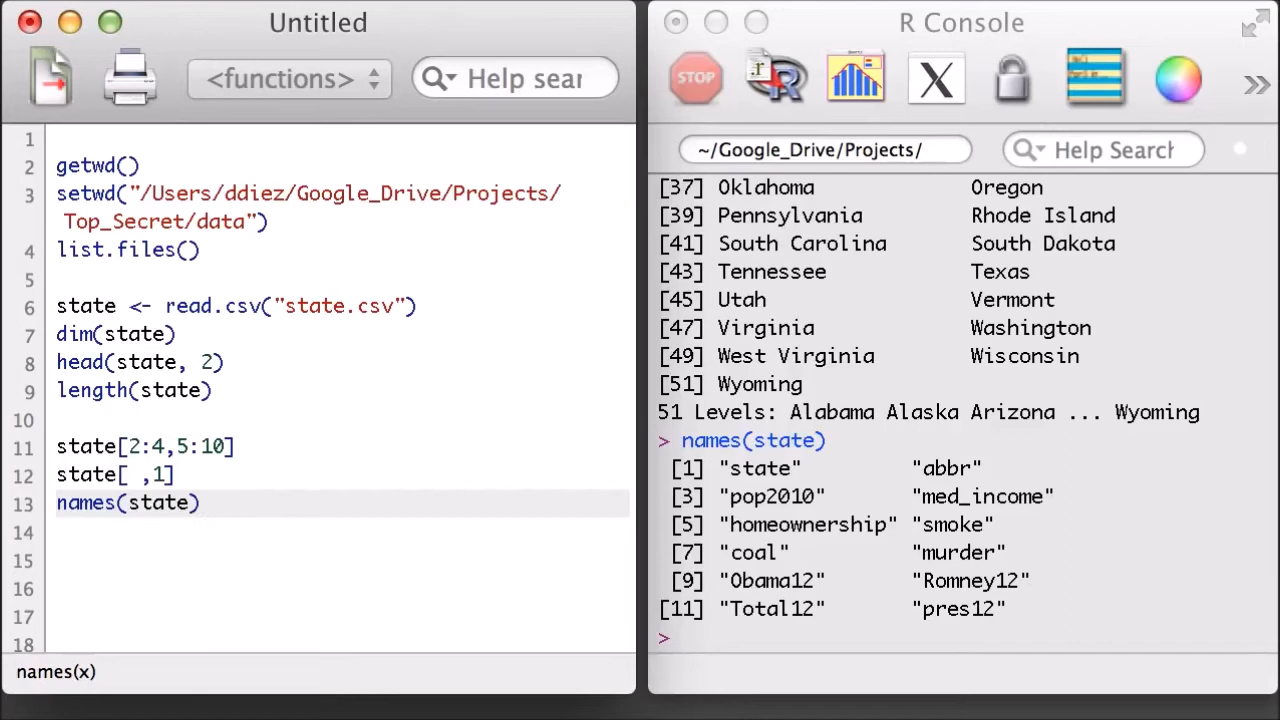 Untitled
<functions>
Help sear
1
2 getwd()
3 setwd("/Users/ddiez/Google_Drive/Projects/
Top_Secret/data")
4 list.files()
5
6 state <- read.csv("state.csv")
7 dim(state)
8 head(state, 2)
9 length(state)
10
11 state[2:4,5:10]
12 state[ ,1]
13 names(state)
14
15
16
17
18
names(x)
R Console
STOP
R
X
~/Google_Drive/Projects/
Help Search
[37] Oklahoma Oregon
[39] Pennsylvania Rhode Island
[41] South Carolina South Dakota
[43] Tennessee Texas
[45] Utah Vermont
[47] Virginia Washington
[49] West Virginia Wisconsin
[51] Wyoming
51 Levels: Alabama Alaska Arizona ... Wyoming
> names(state)
[1] "state" "abbr"
[3] "pop2010" "med_income"
[5] "homeownership" "smoke"
[7] "coal" "murder"
[9] "Obama12" "Romney12"
[11] "Total12" "pres12"
>